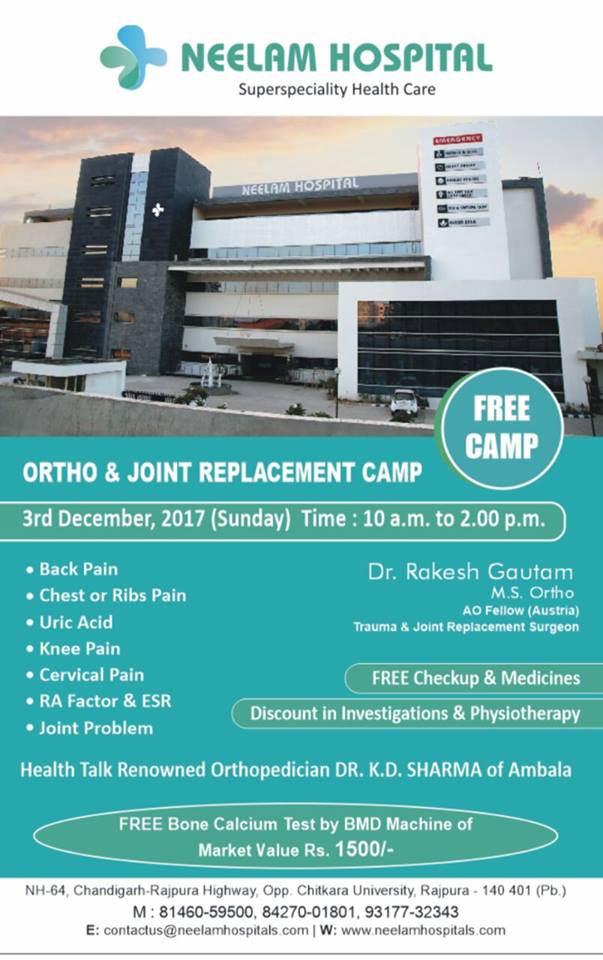 NEELAM HOSPITAL
Superspeciality Health Care
EMERGENCY
NEELAM HOSPITAL
FREE
CAMP
ORTHO & JOINT REPLACEMENT CAMP
3rd December, 2017 (Sunday) Time : 10 a.m. to 2.00 p.m.
• Back Pain
• Chest or Ribs Pain
• Uric Acid
• Knee Pain
• Cervical Pain
• RA Factor & ESR
• Joint Problem
Dr. Rakesh Gautam
M.S. Ortho
AO Fellow (Austria)
Trauma & Joint Replacement Surgeon
FREE Checkup & Medicines
Discount in Investigations & Physiotherapy
Health Talk Renowned Orthopedician DR. K.D. SHARMA of Ambala
FREE Bone Calcium Test by BMD Machine of
Market Value Rs. 1500/-
NH-64, Chandigarh-Rajpura Highway, Opp. Chitkara University, Rajpura - 140 401 (Pb.)
M : 81460-59500, 84270-01801, 93177-32343
E: contactus@neelamhospitals.com | W: www.neelamhospitals.com